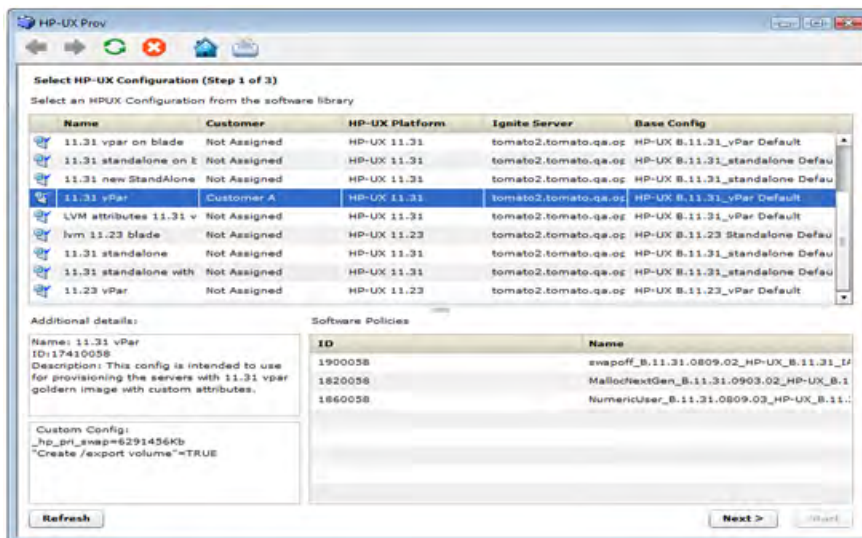 HP-UX Prov
Select HP-UX Configuration (Step 1 of 3)
Select an HPUX Configuration from the software library
Name Customer HP-UX Platform Ignite Server Base Config
11.31 vpar on blade Not Assigned HP-UX 11.31 tomato2.tomato.qa.op HP-UX B.11.31_vPar Default
11.31 standalone on b Not Assigned HP-UX 11.31 tomato2.tomato.qa.op HP-UX B.11.31_standalone Defau
11.31 new StandAlone Not Assigned HP-UX 11.31 tomato2.tomato.qa.op HP-UX B.11.31_standalone Defau
11.31 vPar Customer A HP-UX 11.31 tomato2.tomato.qa.op HP-UX B.11.31_vPar Default
LVM attributes 11.31 v Not Assigned HP-UX 11.31 tomato2.tomato.qa.op HP-UX B.11.31_vPar Default
lvm 11.23 blade Not Assigned HP-UX 11.23 tomato2.tomato.qa.op HP-UX B.11.23 Standalone Defau
11.31 standalone Not Assigned HP-UX 11.31 tomato2.tomato.qa.op HP-UX B.11.31_standalone Defau
11.31 standalone with Not Assigned HP-UX 11.31 tomato2.tomato.qa.op HP-UX B.11.31_standalone Defau
11.23 vPar Not Assigned HP-UX 11.23 tomato2.tomato.qa.op HP-UX B.11.23_vPar Default
Additional details:
Name: 11.31 vPar
ID:17410058
Description: This config is intended to use
for provisioning the servers with 11.31 vpar
goldern image with custom attributes.
Custom Config:
_hp_pri_swap=6291456Kb
"Create /export volume"=TRUE
Software Policies
ID Name
1900058 swapoff_B.11.31.0809.02_HP-UX_B.11.31_IA
1820058 MallocNextGen_B.11.31.0903.02_HP-UX_B.1
1860058 NumericUser_B.11.31.0809.03_HP-UX_B.11.
Refresh
Next >
Start